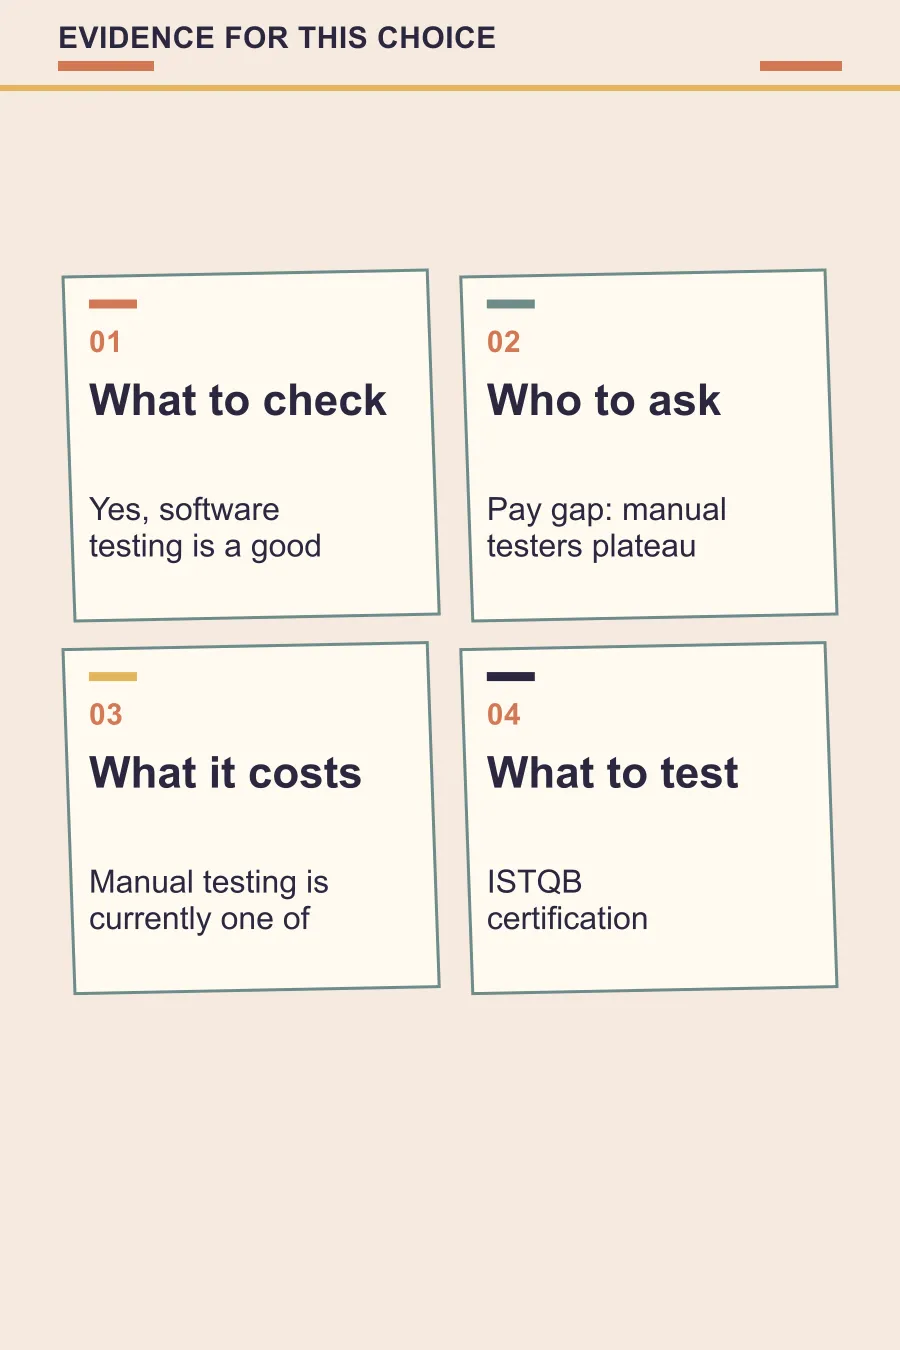 EVIDENCE FOR THIS CHOICE
01
What to check
Yes, software
testing is a good
02
Who to ask
Pay gap: manual
testers plateau
03
What it costs
Manual testing is
currently one of
04
What to test
ISTQB
certification